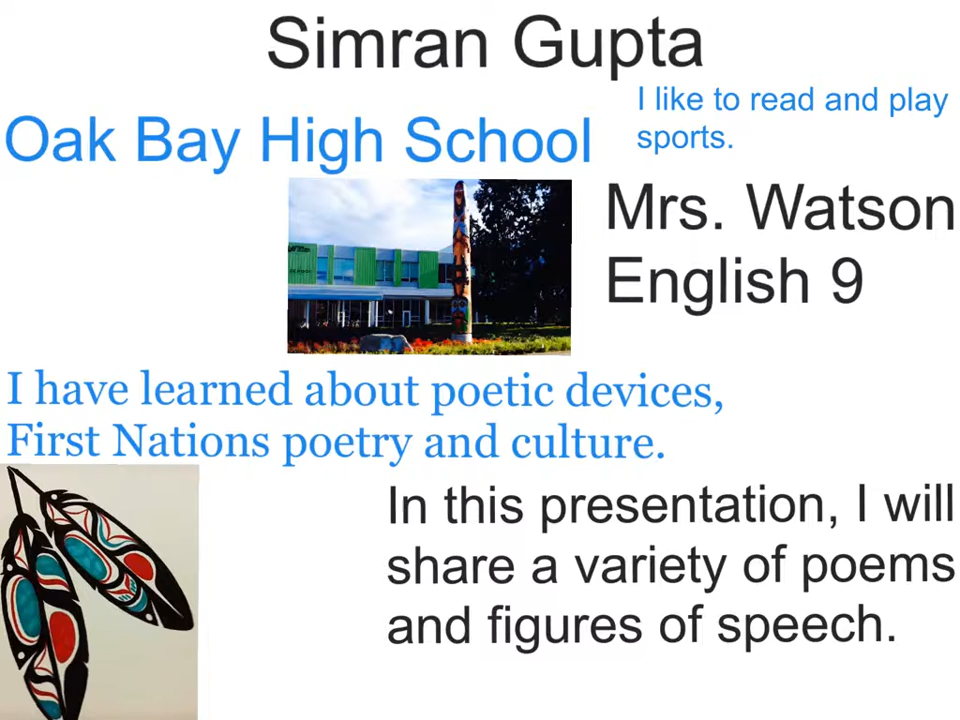 Simran Gupta
Oak Bay High School
I like to read and play
sports.
Mrs. Watson
English 9
I have learned about poetic devices,
First Nations poetry and culture.
In this presentation, I will
share a variety of poems
and figures of speech.